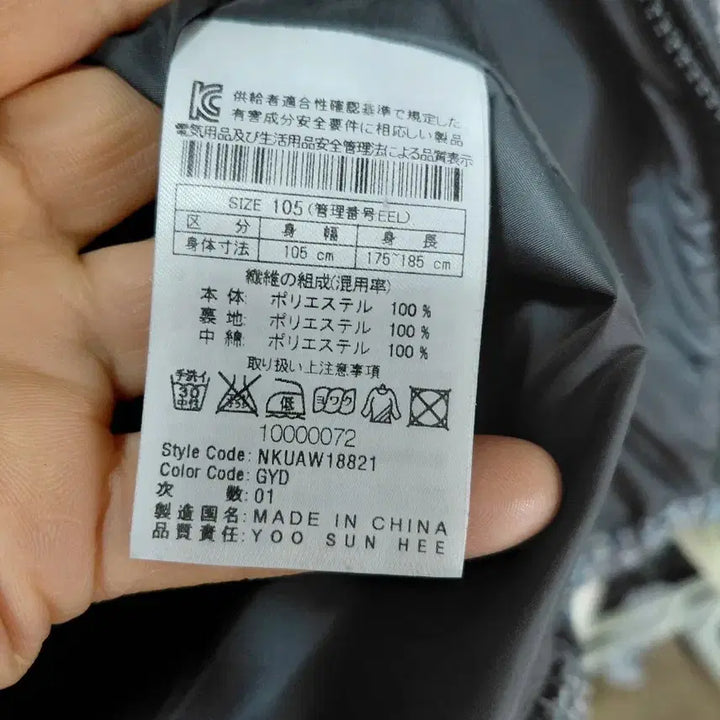 KC 供給者適合性確認基準で規定した
有害成分安全要件に相応しい製品
電気用品及び生活用品安全管理法による品質表示
SIZE 105(管理番号EEL)
区 分 身 幅 身 長
身体寸法 105 cm 175~185 cm
繊維の組成(混用率)
本体: ポリエステル 100 %
裏地: ポリエステル 100 %
中綿: ポリエステル 100 %
取り扱い上注意事項
手洗イ 30 中性 低 ヨワク
10000072
Style Code: NKUAW18821
Color Code: GYD
次 数: 01
製造国名: MADE IN CHINA
品質責任: YOO SUN HEE